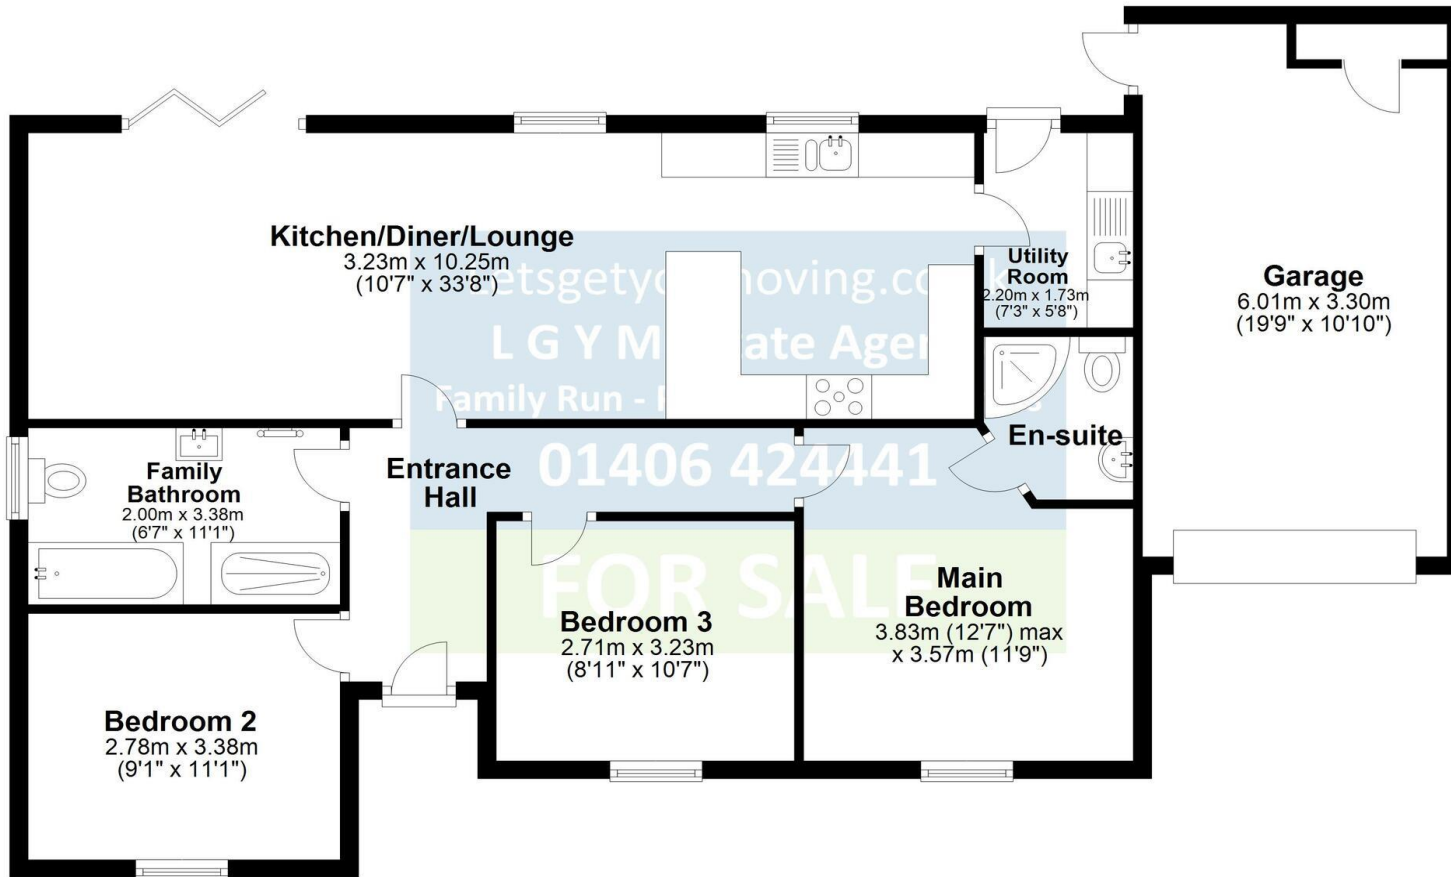 Kitchen/Diner/Lounge
3.23m x 10.25m
(10'7" x 33'8")
Utility
Room
2.20m x 1.73m
(7'3" x 5'8")
Garage
6.01m x 3.30m
(19'9" x 10'10")
L G Y M
Family Run -
01406 424441
FOR SALE
En-suite
Family
Bathroom
2.00m x 3.38m
(6'7" x 11'1")
Entrance
Hall
Main
Bedroom
3.83m (12'7") max
x 3.57m (11'9")
Bedroom 3
2.71m x 3.23m
(8'11" x 10'7")
Bedroom 2
2.78m x 3.38m
(9'1" x 11'1")